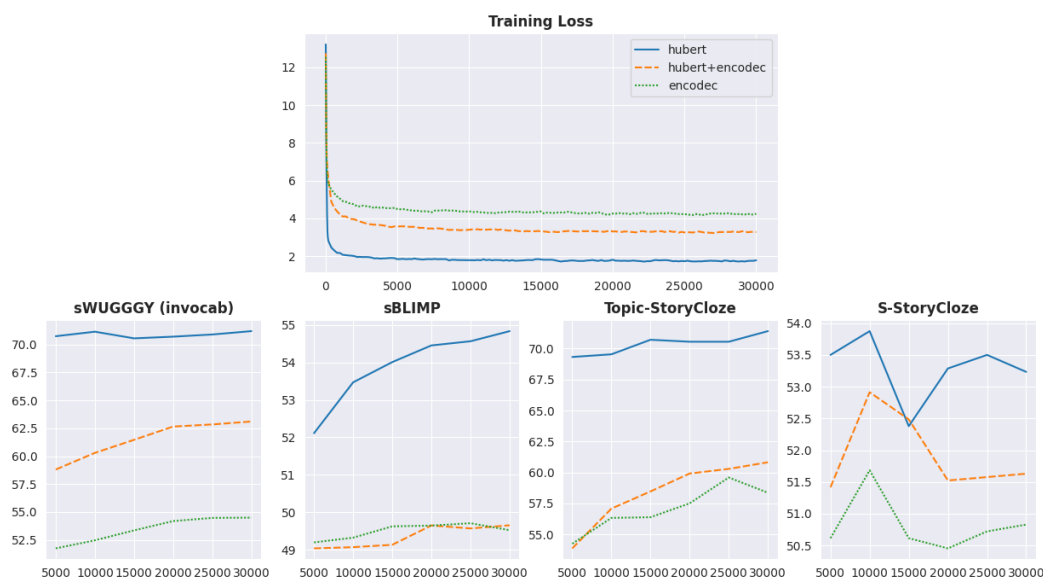 Training Loss
12
10
8
6
4
2
0 5000 10000 15000 20000 25000 30000
hubert
hubert+encodec
encodec
sWUGGGY (invocab)
70.0
67.5
65.0
62.5
60.0
57.5
55.0
52.5
5000 10000 15000 20000 25000 30000
sBLIMP
55
54
53
52
51
50
49
5000 10000 15000 20000 25000 30000
Topic-StoryCloze
70.0
67.5
65.0
62.5
60.0
57.5
55.0
5000 10000 15000 20000 25000 30000
S-StoryCloze
54.0
53.5
53.0
52.5
52.0
51.5
51.0
50.5
5000 10000 15000 20000 25000 30000